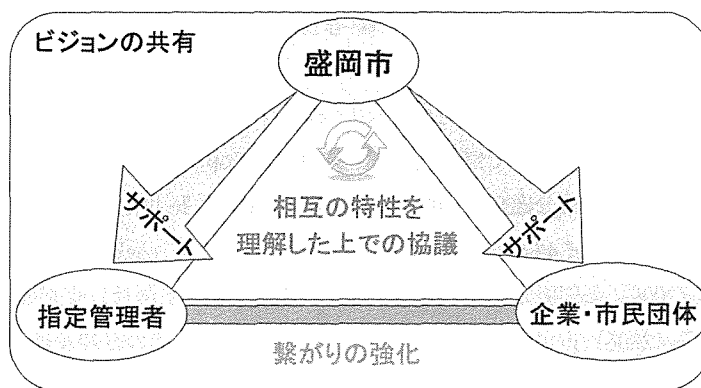 ビジョンの共有
盛岡市
サポート
サポート
相互の特性を
理解した上での協議
指定管理者
企業・市民団体
繋がりの強化